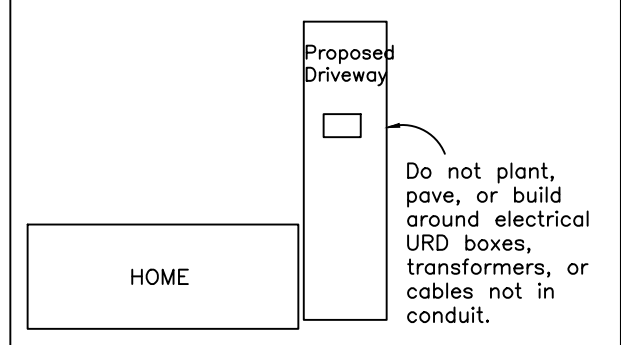 Proposed
Driveway
Do not plant,
pave, or build
around electrical
URD boxes,
transformers, or
cables not in
conduit.
HOME